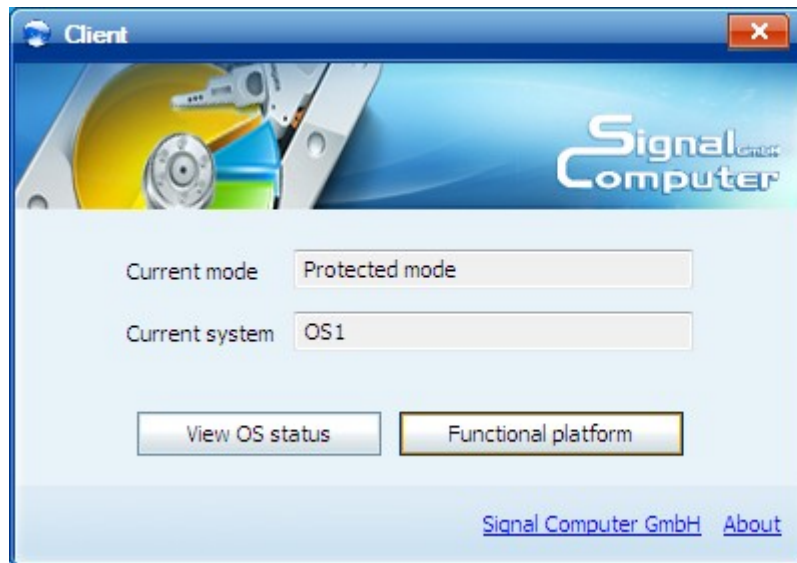 Client
Signal GmbH
Computer
Current mode Protected mode
Current system OS1
View OS status Functional platform
Signal Computer GmbH About